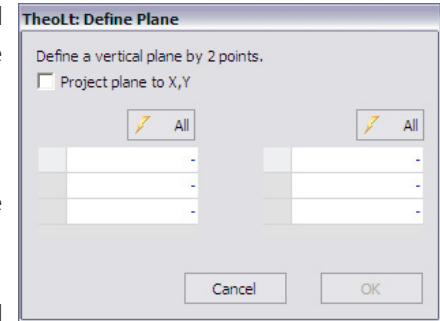 TheoLt: Define Plane
Define a vertical plane by 2 points.
Project plane to X,Y
All All
- -
- -
- -
Cancel OK